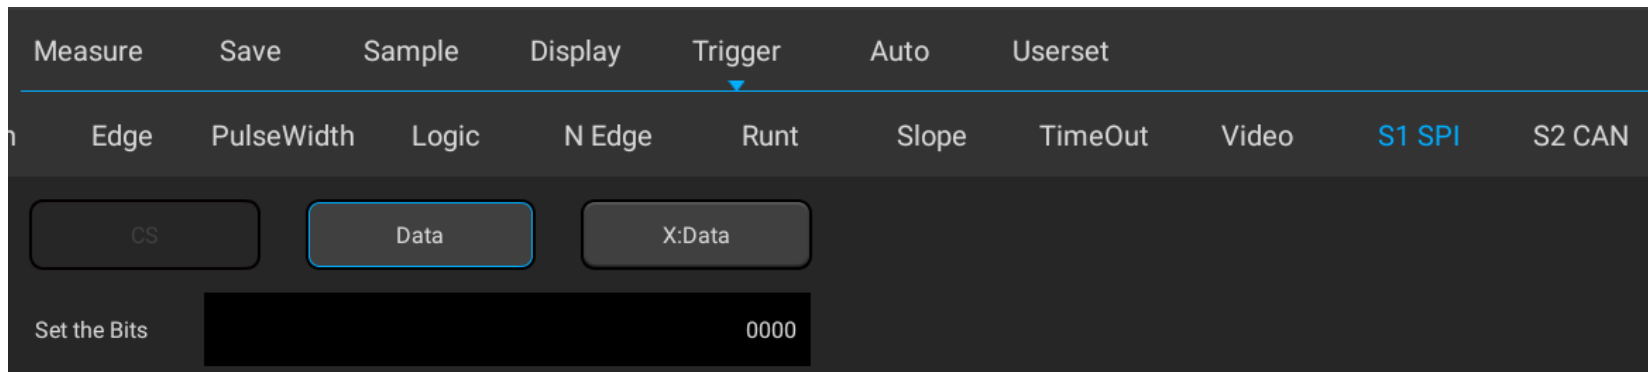 Measure Save Sample Display Trigger Auto Userset
Edge PulseWidth Logic N Edge Runt Slope TimeOut Video S1 SPI S2 CAN
CS Data X:Data
Set the Bits 0000